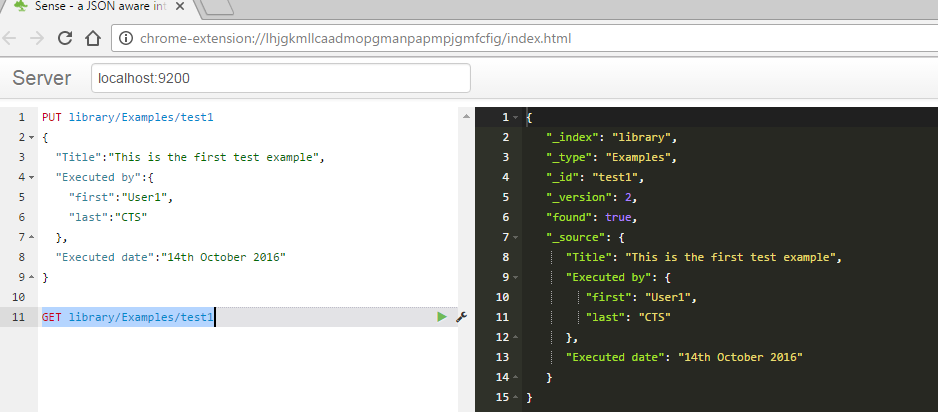 Sense - a JSON aware int
chrome-extension://lhjgkmllcaadmopgmanpapmpjgmfcfig/index.html
Server localhost:9200
1 PUT library/Examples/test1
2 {
3 "Title":"This is the first test example",
4 "Executed by":{
5 "first":"User1",
6 "last":"CTS"
7 },
8 "Executed date":"14th October 2016"
9 }
10
11 GET library/Examples/test1
1 {
2 "_index": "library",
3 "_type": "Examples",
4 "_id": "test1",
5 "_version": 2,
6 "found": true,
7 "_source": {
8 "Title": "This is the first test example",
9 "Executed by": {
10 "first": "User1",
11 "last": "CTS"
12 },
13 "Executed date": "14th October 2016"
14 }
15 }